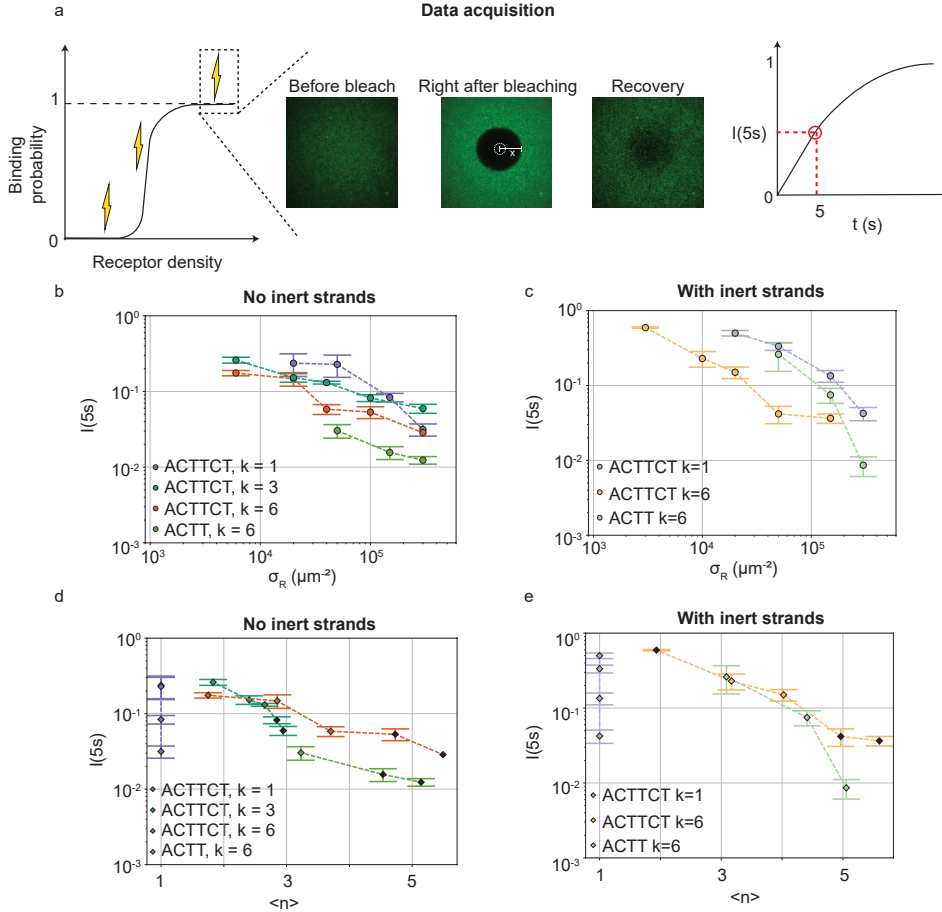 a
Data acquisition
Binding probability
1
0
Receptor density
Before bleach
Right after bleaching
Recovery
x
1
I(5s)
0
5
t (s)
b
No inert strands
I(5s)
10⁰
10⁻¹
10⁻²
10⁻³
ACTTCT, k = 1
ACTTCT, k = 3
ACTTCT, k = 6
ACTT, k = 6
10³
10⁴
10⁵
σR (µm⁻²)
c
With inert strands
I(5s)
10⁰
10⁻¹
10⁻²
10⁻³
ACTTCT k=1
ACTTCT k=6
ACTT k=6
10³
10⁴
10⁵
σR (µm⁻²)
d
No inert strands
I(5s)
10⁰
10⁻¹
10⁻²
10⁻³
ACTTCT, k = 1
ACTTCT, k = 3
ACTTCT, k = 6
ACTT, k = 6
1
3
5
<n>
e
With inert strands
I(5s)
10⁰
10⁻¹
10⁻²
10⁻³
ACTTCT k=1
ACTTCT k=6
ACTT k=6
1
3
5
<n>